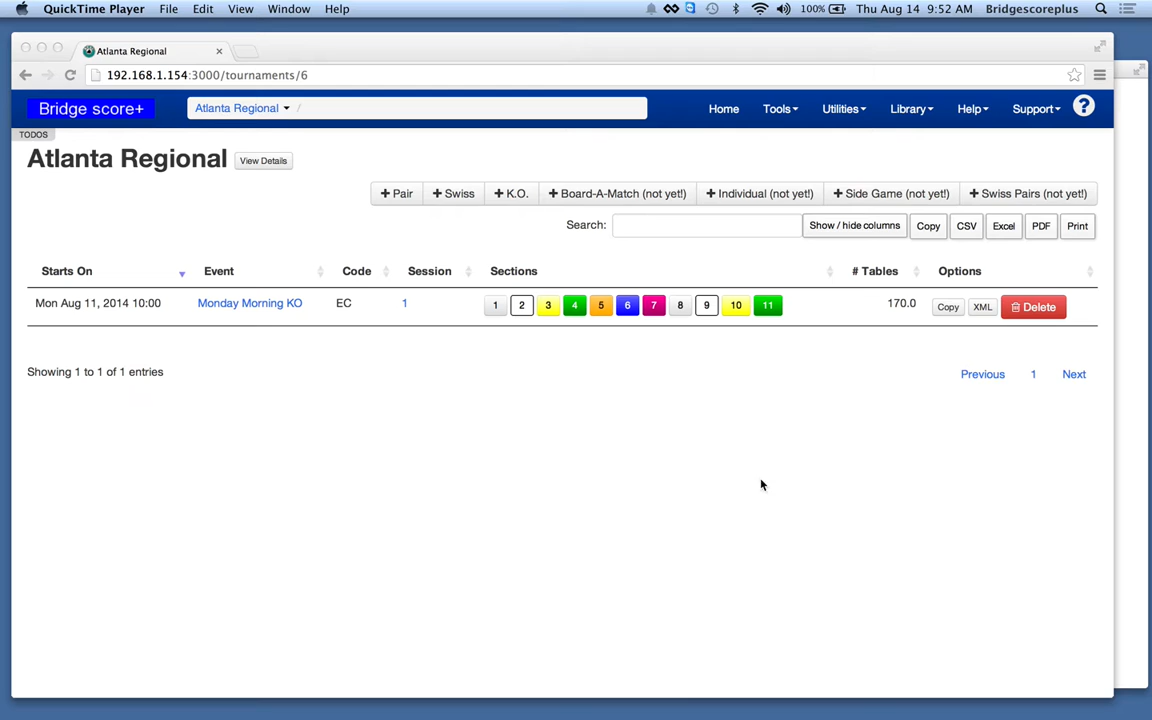 QuickTime Player File Edit View Window Help 100% Thu Aug 14 9:52 AM Bridgescoreplus
Atlanta Regional
192.168.1.154:3000/tournaments/6
Bridge score+ Atlanta Regional / Home Tools Utilities Library Help Support ?
TODOS
Atlanta Regional View Details
+ Pair + Swiss + K.O. + Board-A-Match (not yet!) + Individual (not yet!) + Side Game (not yet!) + Swiss Pairs (not yet!)
Search: Show / hide columns Copy CSV Excel PDF Print
Starts On Event Code Session Sections # Tables Options
Mon Aug 11, 2014 10:00 Monday Morning KO EC 1 1 2 3 4 5 6 7 8 9 10 11 170.0 Copy XML Delete
Showing 1 to 1 of 1 entries
Previous 1 Next